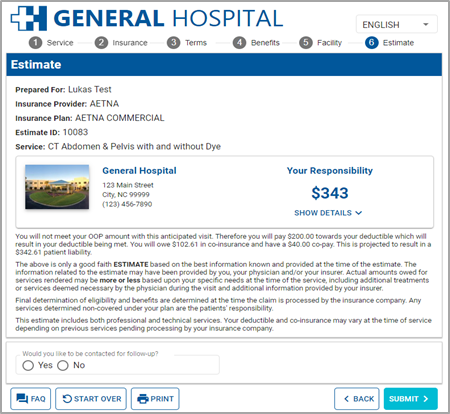 GENERAL HOSPITAL
ENGLISH
1 Service 2 Insurance 3 Terms 4 Benefits 5 Facility 6 Estimate
Estimate
Prepared For: Lukas Test
Insurance Provider: AETNA
Insurance Plan: AETNA COMMERCIAL
Estimate ID: 10083
Service: CT Abdomen & Pelvis with and without Dye
General Hospital
123 Main Street
City, NC 99999
(123) 456-7890
Your Responsibility
$343
SHOW DETAILS
You will not meet your OOP amount with this anticipated visit. Therefore you will pay $200.00 towards your deductible which will
result in your deductible being met. You will owe $102.61 in co-insurance and have a $40.00 co-pay. This is projected to result in a
$342.61 patient liability.
The above is only a good faith ESTIMATE based on the best information known and provided at the time of the estimate. The
information related to the estimate may have been provided by you, your physician and/or your insurer. Actual amounts owed for
services rendered may be more or less based upon your specific needs at the time of the service, including additional treatments
or services deemed necessary by the physician during the visit and additional information provided by your insurer.
Final determination of eligibility and benefits are determined at the time the claim is processed by the insurance company. Any
services determined non-covered under your plan are the patients' responsibility.
This estimate includes both professional and technical services. Your deductible and co-insurance may vary at the time of service
depending on previous services pending processing by your insurance company.
Would you like to be contacted for follow-up?
Yes No
FAQ START OVER PRINT BACK SUBMIT